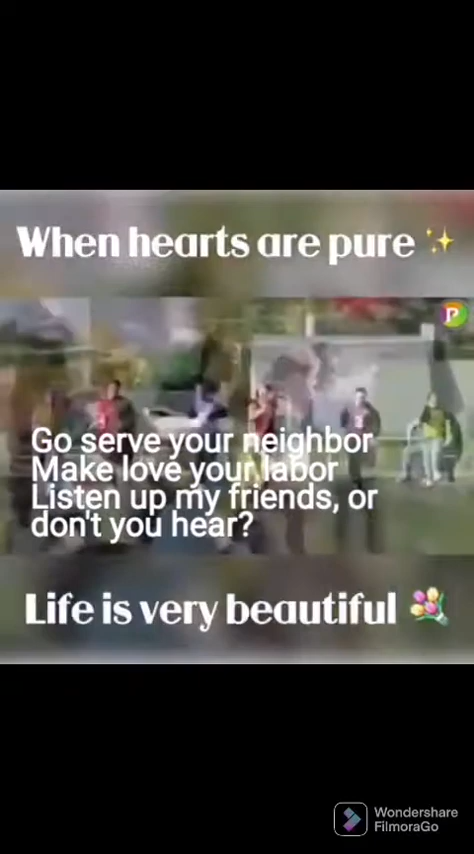 When hearts are pure ✨
Go serve your neighbor
Make love your labor
Listen up my friends, or
don't you hear?
Life is very beautiful 💐
Wondershare
FilmoraGo